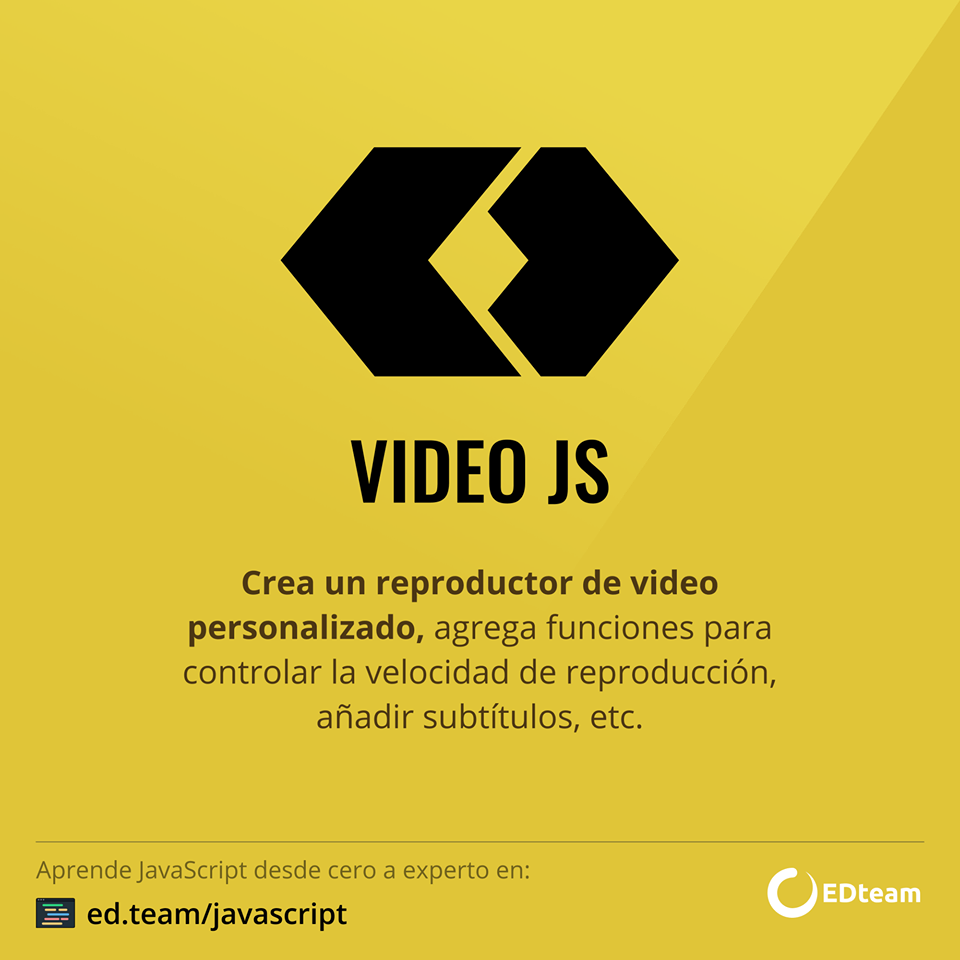 VIDEO JS
Crea un reproductor de video
personalizado, agrega funciones para
controlar la velocidad de reproducción,
añadir subtítulos, etc.
Aprende JavaScript desde cero a experto en:
ed.team/javascript
EDteam